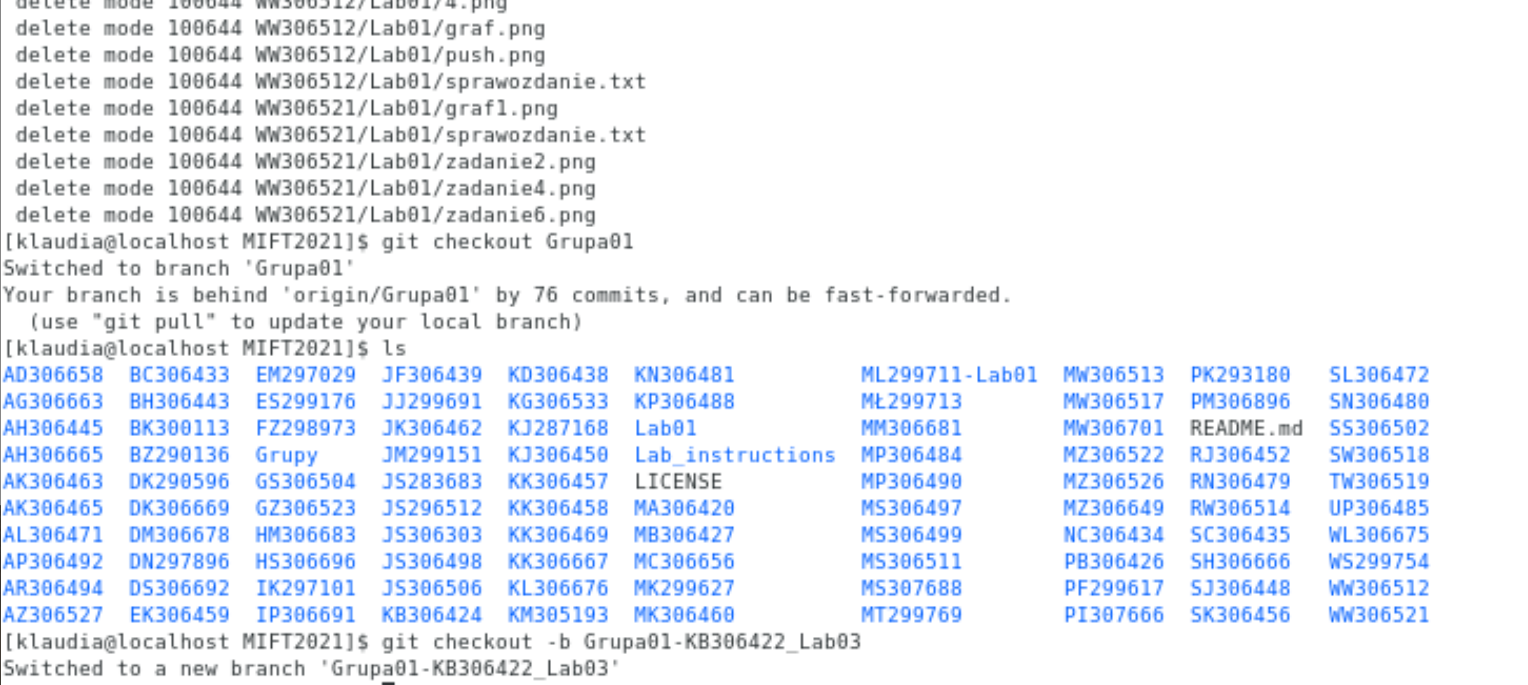 delete mode 100644 WW306512/Lab01/4.png
delete mode 100644 WW306512/Lab01/graf.png
delete mode 100644 WW306512/Lab01/push.png
delete mode 100644 WW306512/Lab01/sprawozdanie.txt
delete mode 100644 WW306521/Lab01/graf1.png
delete mode 100644 WW306521/Lab01/sprawozdanie.txt
delete mode 100644 WW306521/Lab01/zadanie2.png
delete mode 100644 WW306521/Lab01/zadanie4.png
delete mode 100644 WW306521/Lab01/zadanie6.png
[klaudia@localhost MIFT2021]$ git checkout Grupa01
Switched to branch 'Grupa01'
Your branch is behind 'origin/Grupa01' by 76 commits, and can be fast-forwarded.
(use "git pull" to update your local branch)
[klaudia@localhost MIFT2021]$ ls
AD306658 BC306433 EM297029 JF306439 KD306438 KN306481 ML299711-Lab01 MW306513 PK293180 SL306472
AG306663 BH306443 ES299176 JJ299691 KG306533 KP306488 MŁ299713 MW306517 PM306896 SN306480
AH306445 BK300113 FZ298973 JK306462 KJ287168 Lab01 MM306681 MW306701 README.md SS306502
AH306665 BZ290136 Grupy JM299151 KJ306450 Lab_instructions MP306484 MZ306522 RJ306452 SW306518
AK306463 DK290596 GS306504 JS283683 KK306457 LICENSE MP306490 MZ306526 RN306479 TW306519
AK306465 DK306669 GZ306523 JS296512 KK306458 MA306420 MS306497 MZ306649 RW306514 UP306485
AL306471 DM306678 HM306683 JS306303 KK306469 MB306427 MS306499 NC306434 SC306435 WL306675
AP306492 DN297896 HS306696 JS306498 KK306667 MC306656 MS306511 PB306426 SH306666 WS299754
AR306494 DS306692 IK297101 JS306506 KL306676 MK299627 MS307688 PF299617 SJ306448 WW306512
AZ306527 EK306459 IP306691 KB306424 KM305193 MK306460 MT299769 PI307666 SK306456 WW306521
[klaudia@localhost MIFT2021]$ git checkout -b Grupa01-KB306422_Lab03
Switched to a new branch 'Grupa01-KB306422_Lab03'